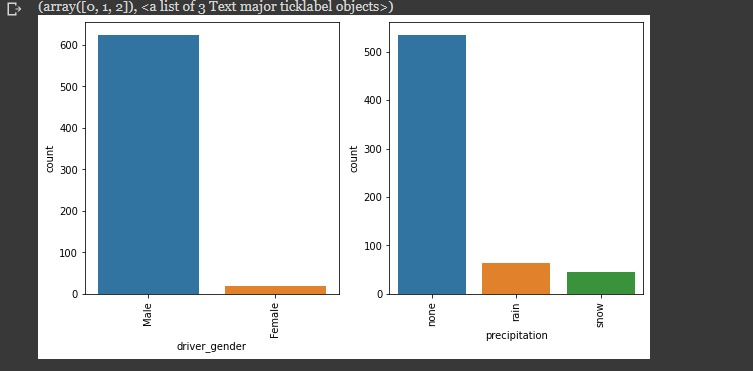 (array([0, 1, 2]), <a list of 3 Text major ticklabel objects>)
600
500
400
300
200
100
0
count
Male
Female
driver_gender
500
400
300
200
100
0
count
none
rain
snow
precipitation